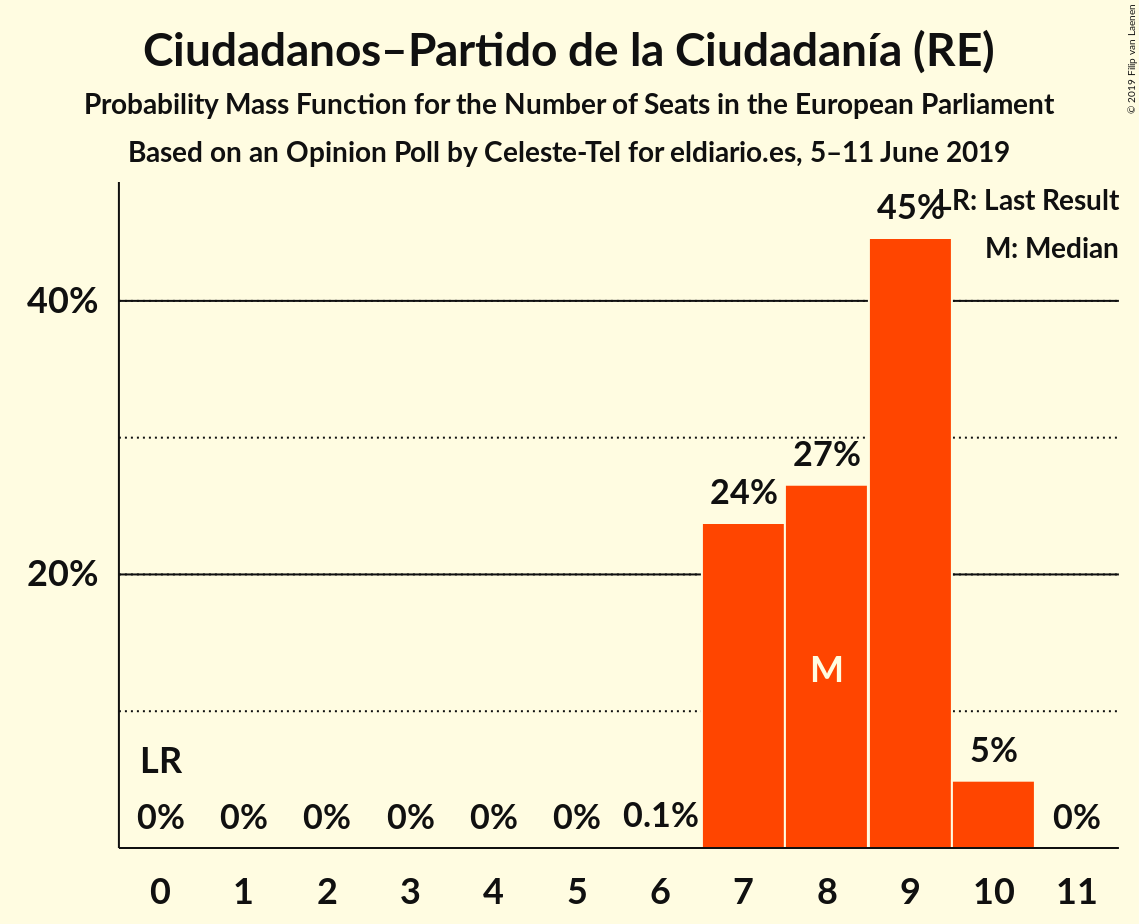 Ciudadanos–Partido de la Ciudadanía (RE)
Probability Mass Function for the Number of Seats in the European Parliament
Based on an Opinion Poll by Celeste-Tel for eldiario.es, 5–11 June 2019
© 2019 Filip van Laenen
LR: Last Result
M: Median
45%
40%
27%
24%
20%
M
LR
5%
0% 0% 0% 0% 0% 0% 0.1% 0%
0 1 2 3 4 5 6 7 8 9 10 11